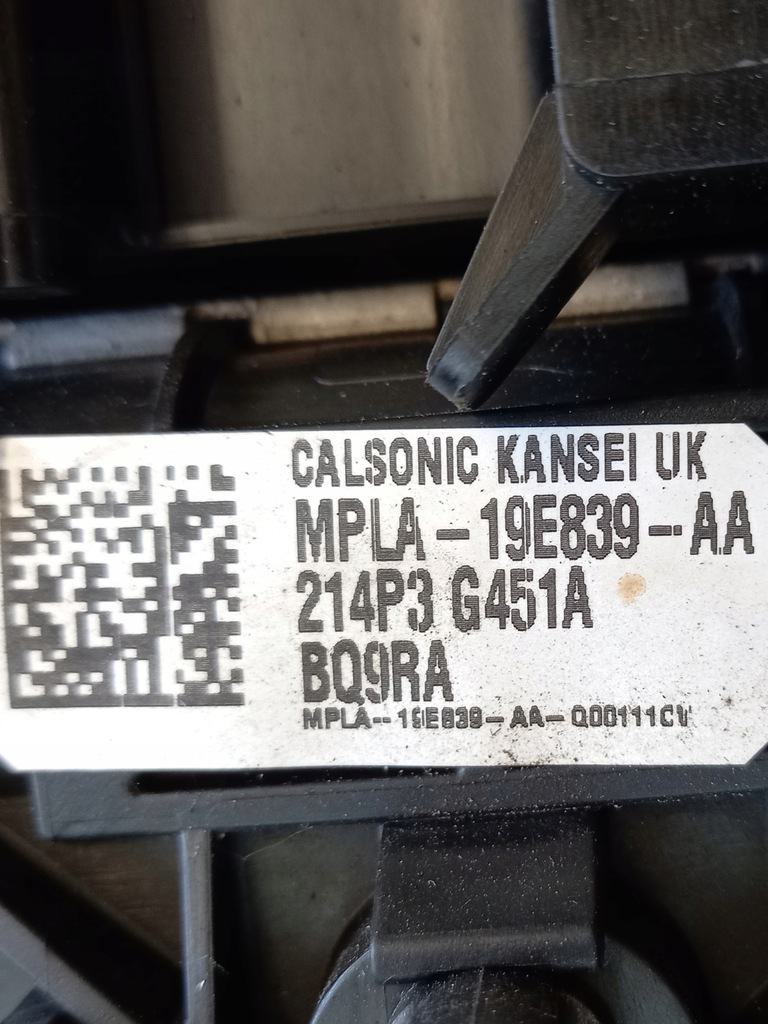 CALSONIC KANSEI UK
MPLA-19E839-AA
214P3 G451A
BQ9RA
MPLA-19E839-AA-Q00111CV